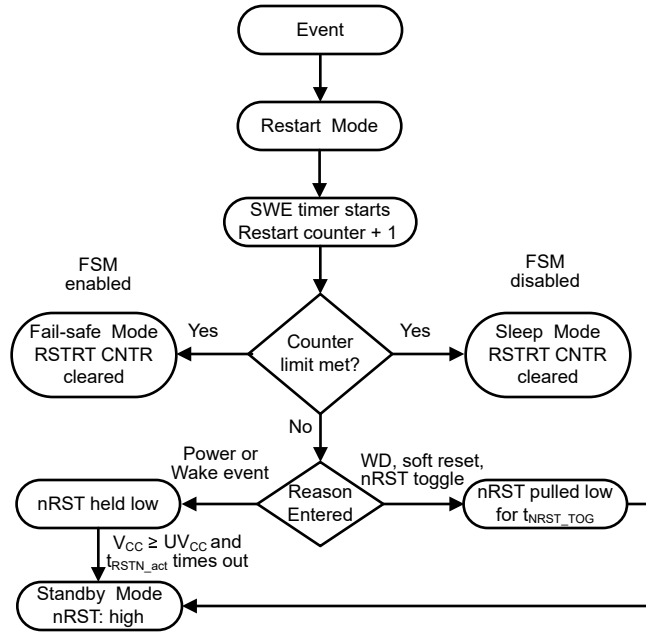 Event
Restart Mode
SWE timer starts
Restart counter + 1
FSM
enabled
FSM
disabled
Fail-safe Mode
RSTRT CNTR
cleared
Yes
Counter
limit met?
Yes
Sleep Mode
RSTRT CNTR
cleared
No
Power or
Wake event
WD, soft reset,
nRST toggle
nRST held low
Reason
Entered
nRST pulled low
for tNRST_TOG
VCC ≥ UVCC and
tRSTN_act times out
Standby Mode
nRST: high